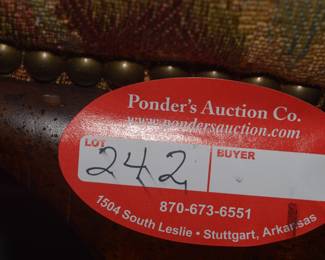 Ponder's Auction Co.
www.pondersauction.com
LOT BUYER
242
870-673-6551
1504 South Leslie • Stuttgart, Arkansas